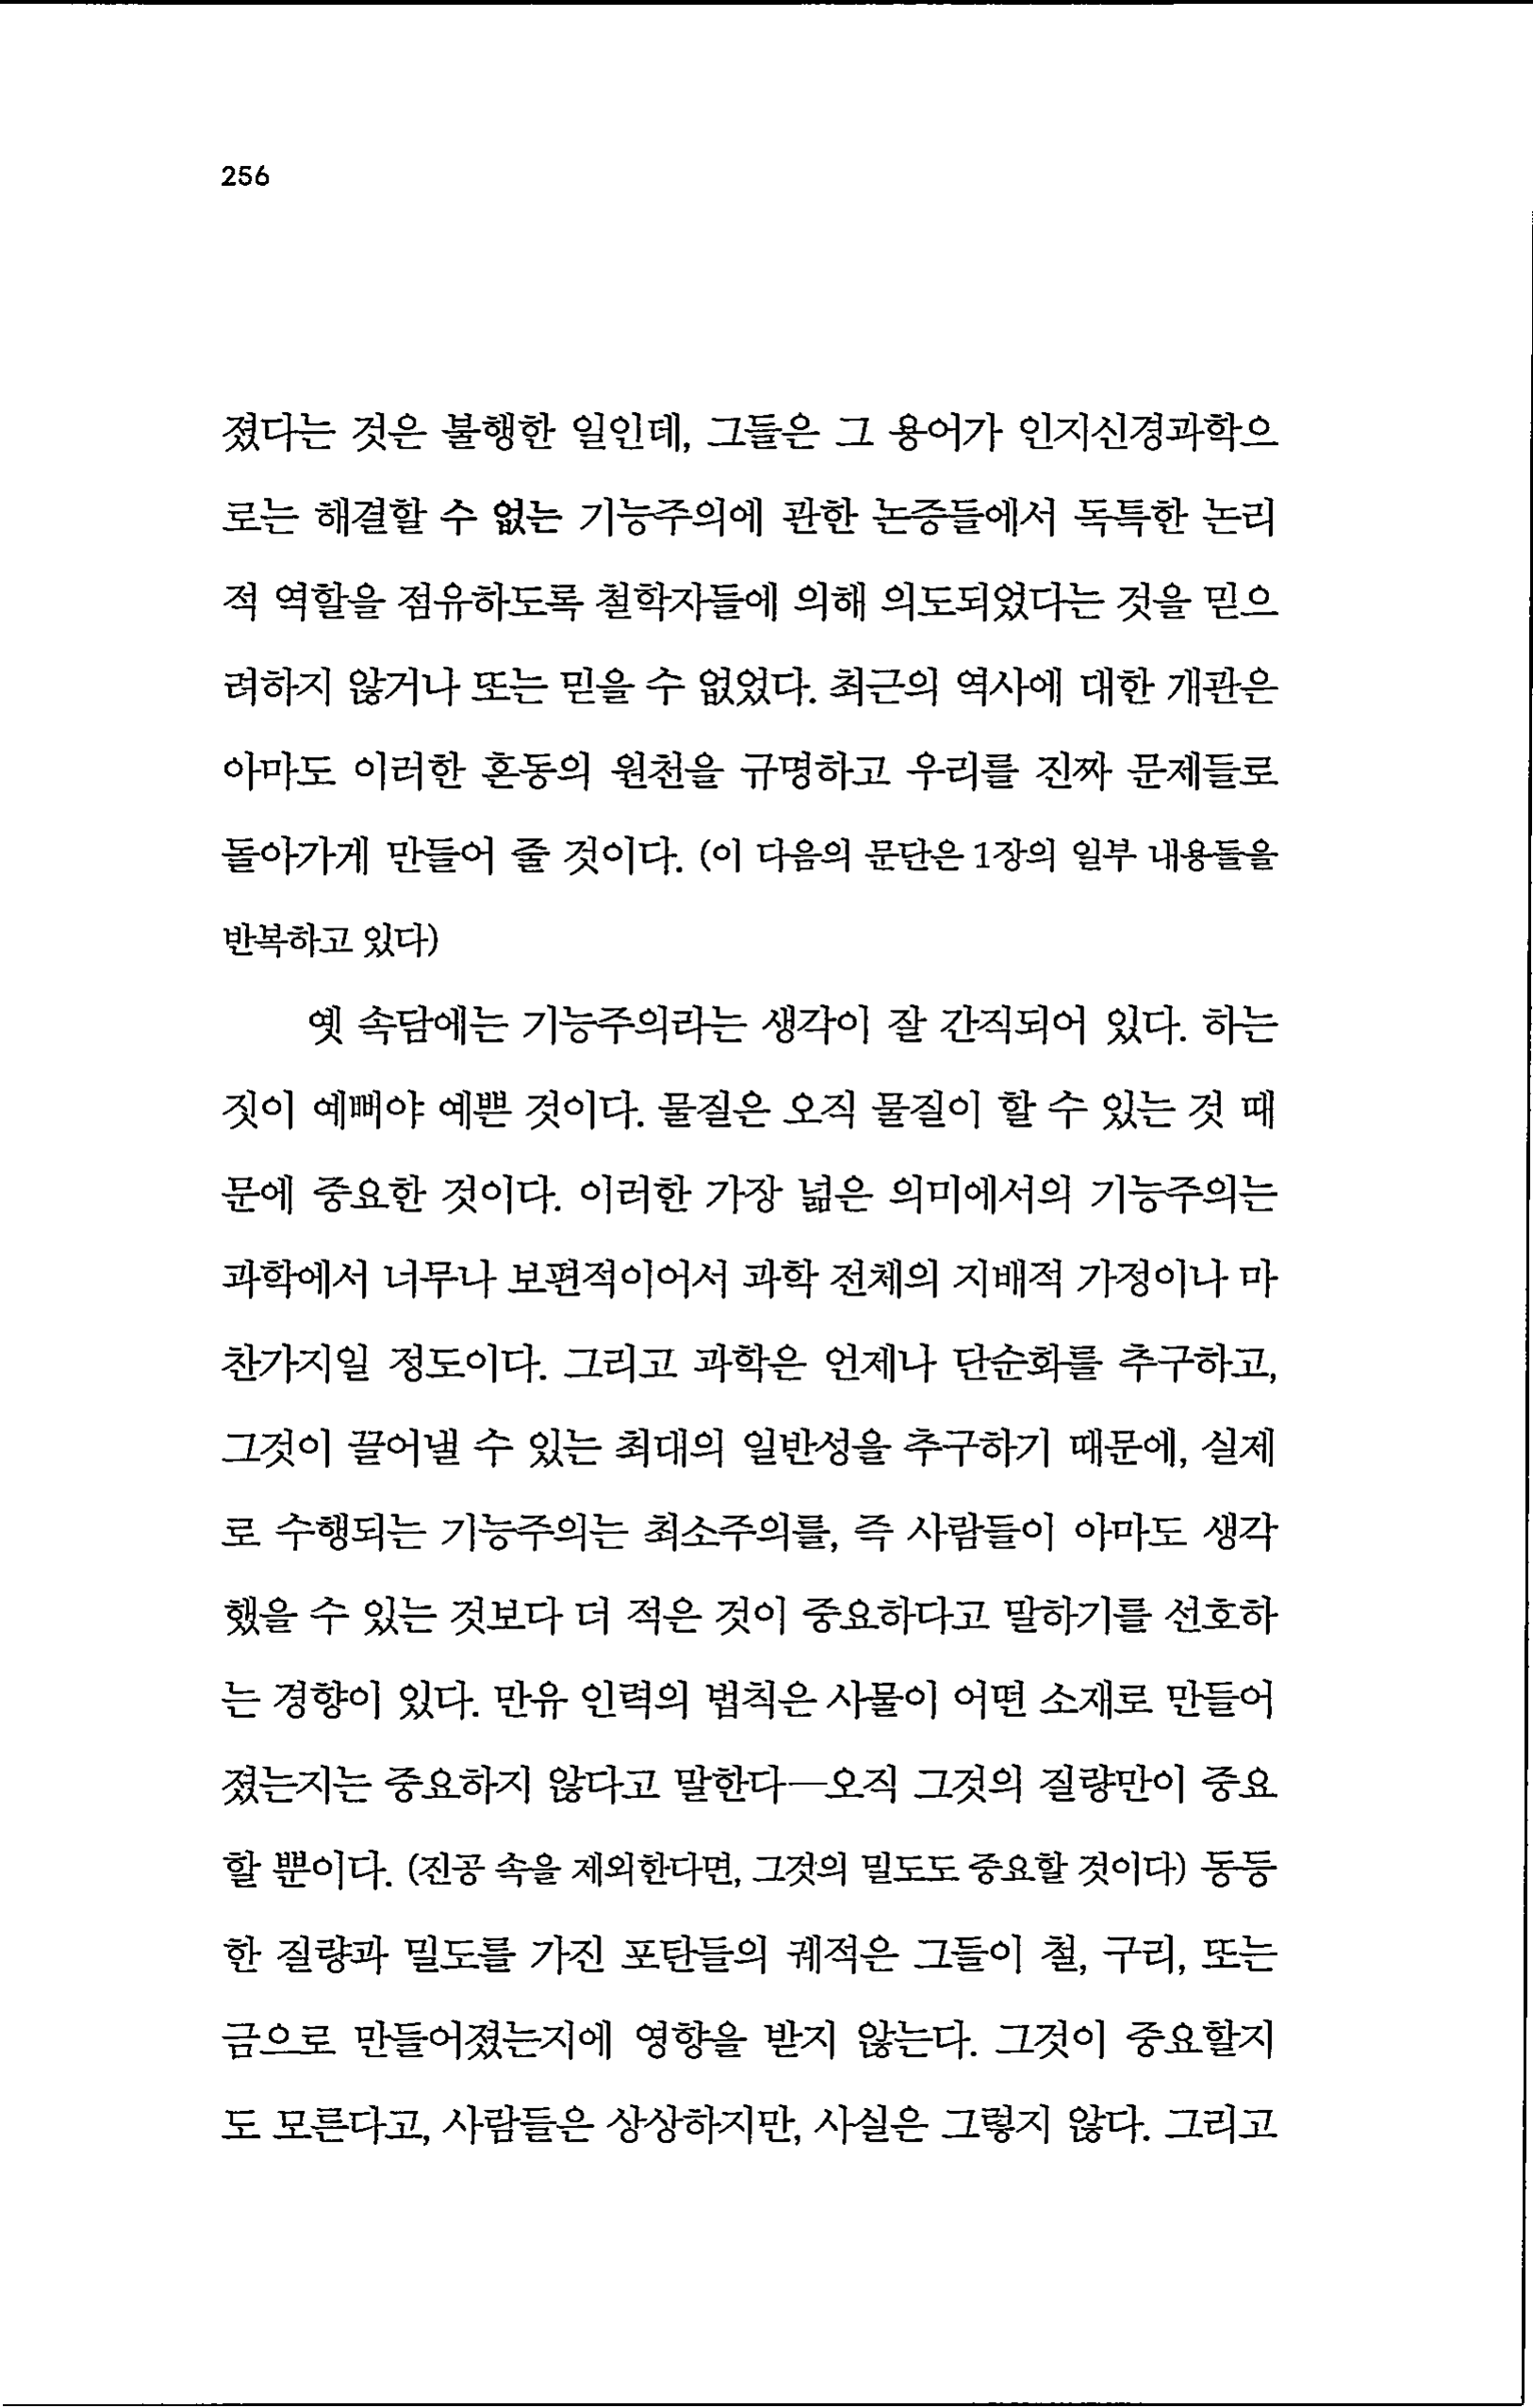 256
졌다는 것은 불행한 일인데, 그들은 그 용어가 인지신경과학으
로는 해결할 수 없는 기능주의에 관한 논증들에서 독특한 논리
적 역할을 점유하도록 철학자들에 의해 의도되었다는 것을 믿으
려하지 않거나 또는 믿을 수 없었다. 최근의 역사에 대한 개관은
아마도 이러한 혼동의 원천을 규명하고 우리를 진짜 문제들로
돌아가게 만들어 줄 것이다. (이 다음의 문단은 1장의 일부 내용들을
반복하고 있다)
옛 속담에는 기능주의라는 생각이 잘 간직되어 있다. 하는
짓이 예뻐야 예쁜 것이다. 물질은 오직 물질이 할 수 있는 것 때
문에 중요한 것이다. 이러한 가장 넒은 의미에서의 기능주의는
과학에서 너무나 보편적이어서 과학 전체의 지배적 가정이나 마
찬가지일 정도이다. 그리고 과학은 언제나 단순화를 추구하고,
그것이 끌어낼 수 있는 최대의 일반성을 추구하기 때문에, 실제
로 수행되는 기능주의는 최소주의를, 즉 사람들이 아마도 생각
했을 수 있는 것보다 더 적은 것이 중요하다고 말하기를 선호하
는 경향이 있다. 만유 인력의 법칙은 사물이 어떤 소재로 만들어
졌는지는 중요하지 않다고 말한다—오직 그것의 질량만이 중요
할 뿐이다. (진공 속을 제외한다면, 그것의 밀도도 중요할 것이다) 동등
한 질량과 밀도를 가진 포탄들의 궤적은 그들이 철, 구리, 또는
금으로 만들어졌는지에 영향을 받지 않는다. 그것이 중요할지
도 모른다고, 사람들은 상상하지만, 사실은 그렇지 않다. 그리고